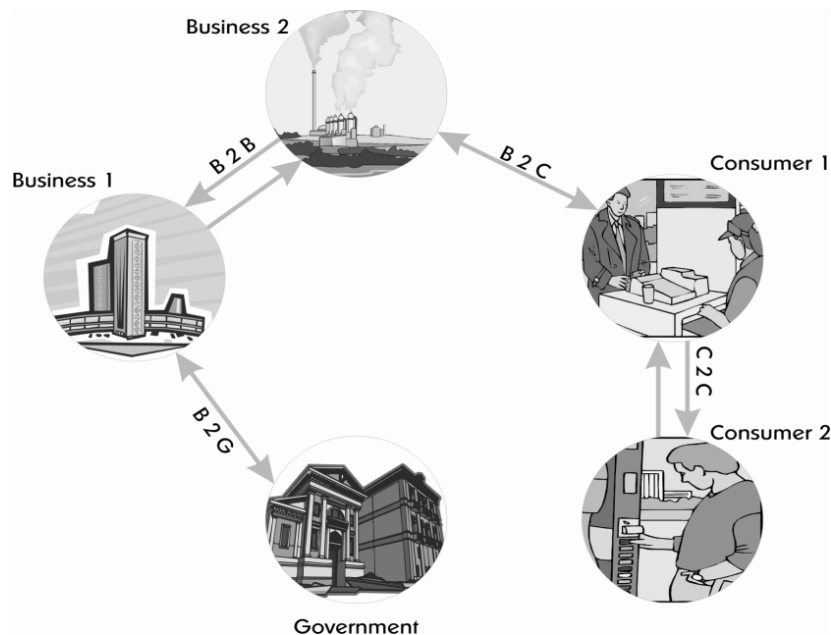 Business 2
B 2 B
B 2 C
Consumer 1
Business 1
C 2 C
B 2 G
Consumer 2
Government